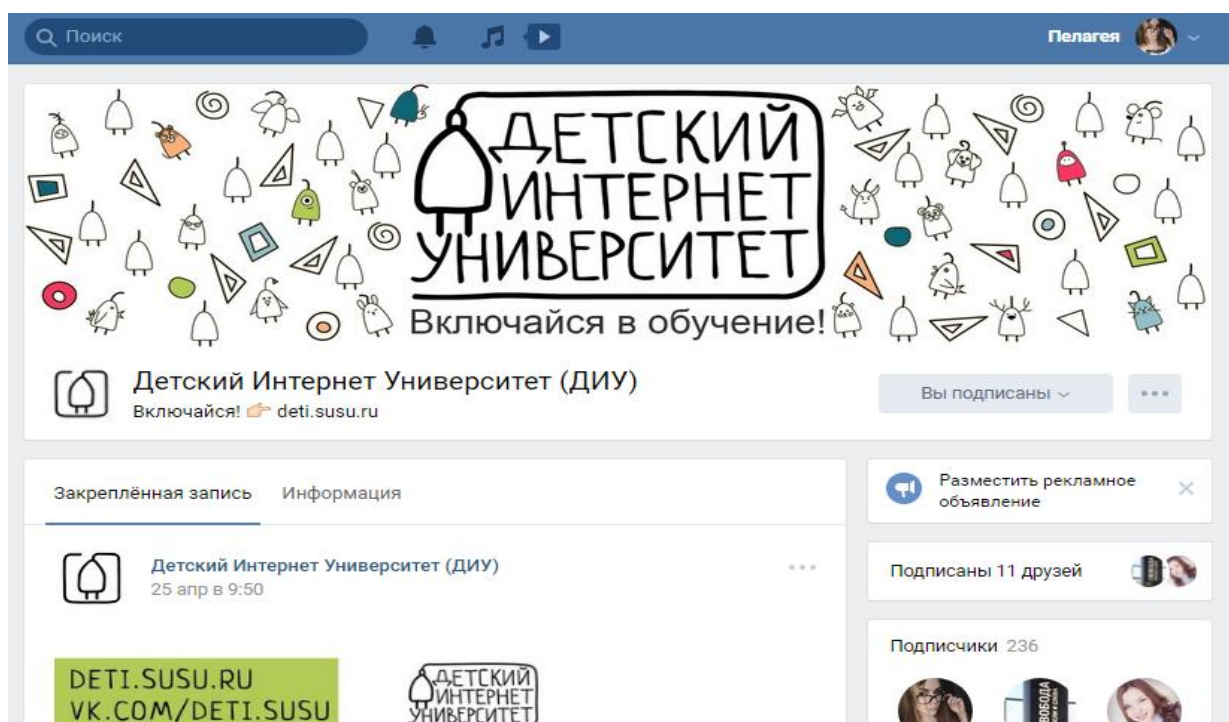 Поиск
Пелагея
ДЕТСКИЙ
ИНТЕРНЕТ
УНИВЕРСИТЕТ
Включайся в обучение!
Детский Интернет Университет (ДИУ)
Включайся! 👉 deti.susu.ru
Вы подписаны
Закреплённая запись Информация
Детский Интернет Университет (ДИУ)
25 апр в 9:50
DETI.SUSU.RU
VK.COM/DETI.SUSU
ДЕТСКИЙ
ИНТЕРНЕТ
УНИВЕРСИТЕТ
Разместить рекламное
объявление
Подписаны 11 друзей
Подписчики 236